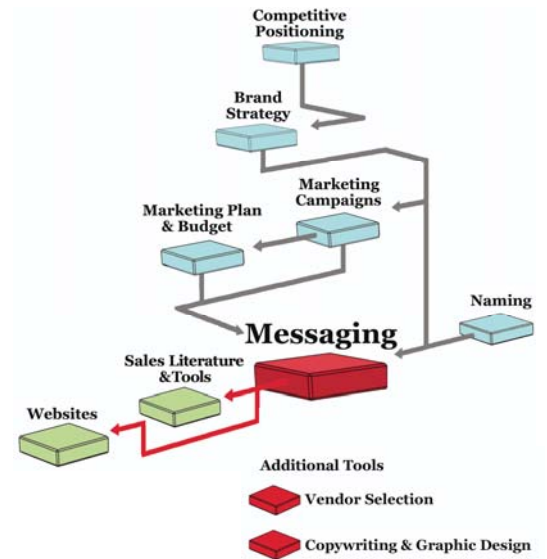 Competitive
Positioning
Brand
Strategy
Marketing
Campaigns
Marketing Plan
& Budget
Naming
Messaging
Sales Literature
&Tools
Websites
Additional Tools
Vendor Selection
Copywriting & Graphic Design